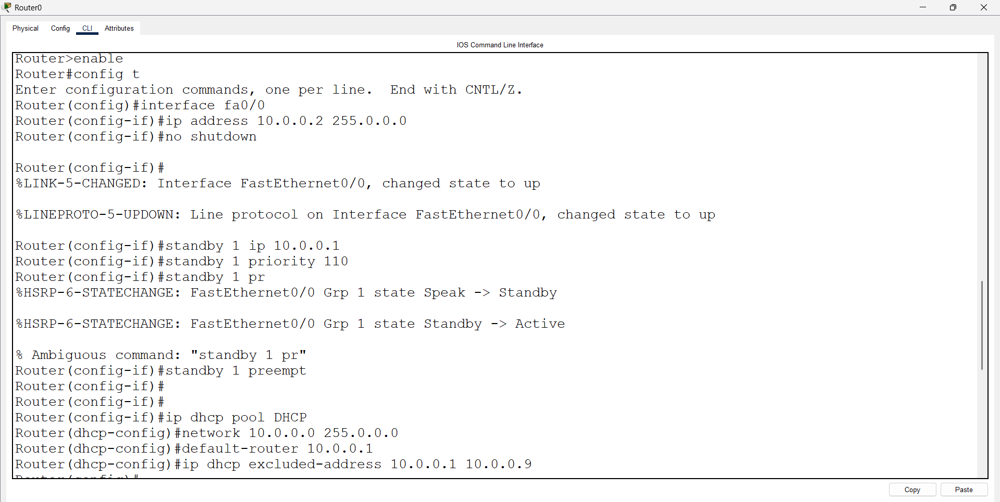 Router0
Physical Config CLI Attributes
IOS Command Line Interface
Router>enable
Router#config t
Enter configuration commands, one per line.  End with CNTL/Z.
Router(config)#interface fa0/0
Router(config-if)#ip address 10.0.0.2 255.0.0.0
Router(config-if)#no shutdown
Router(config-if)#
%LINK-5-CHANGED: Interface FastEthernet0/0, changed state to up
%LINEPROTO-5-UPDOWN: Line protocol on Interface FastEthernet0/0, changed state to up
Router(config-if)#standby 1 ip 10.0.0.1
Router(config-if)#standby 1 priority 110
Router(config-if)#standby 1 pr
%HSRP-6-STATECHANGE: FastEthernet0/0 Grp 1 state Speak -> Standby
%HSRP-6-STATECHANGE: FastEthernet0/0 Grp 1 state Standby -> Active
% Ambiguous command: "standby 1 pr"
Router(config-if)#standby 1 preempt
Router(config-if)#
Router(config-if)#
Router(config-if)#ip dhcp pool DHCP
Router(dhcp-config)#network 10.0.0.0 255.0.0.0
Router(dhcp-config)#default-router 10.0.0.1
Router(dhcp-config)#ip dhcp excluded-address 10.0.0.1 10.0.0.9
Router(config)#
Copy Paste